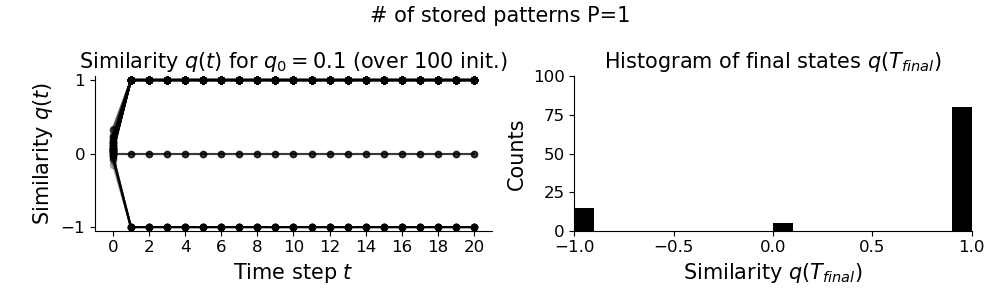 # of stored patterns P=1
Similarity q(t) for q₀ = 0.1 (over 100 init.)
Similarity q(t)
1
0
−1
0 2 4 6 8 10 12 14 16 18 20
Time step t
Histogram of final states q(T_final)
Counts
100
75
50
25
0
−1.0 −0.5 0.0 0.5 1.0
Similarity q(T_final)